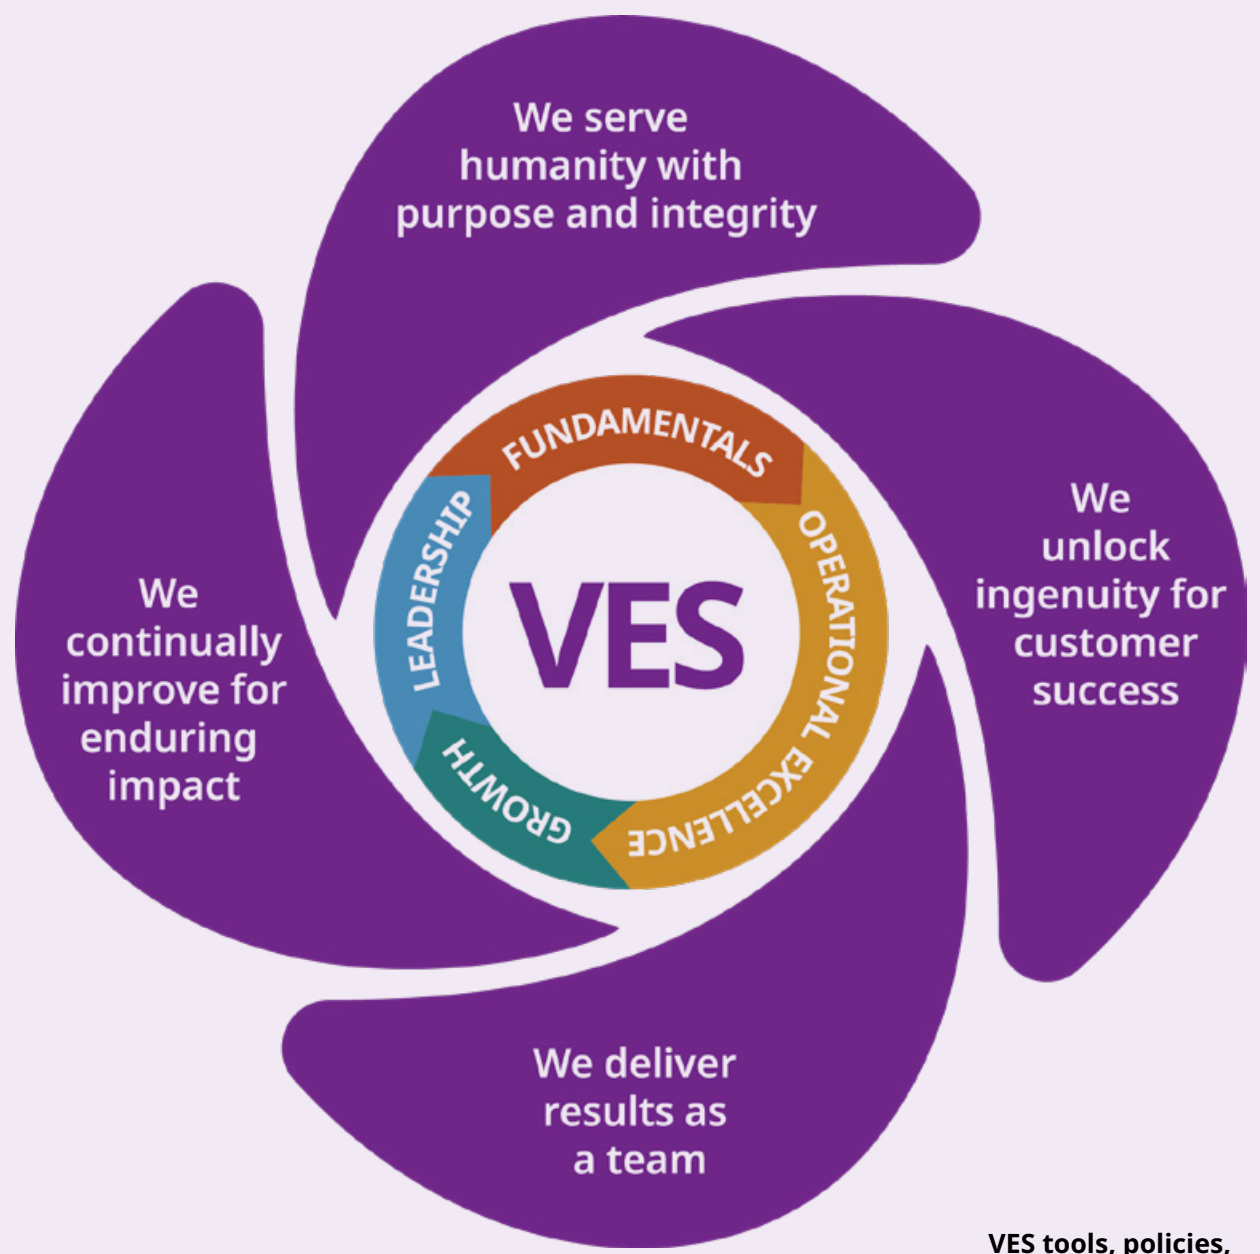 We serve
humanity with
purpose and integrity
We
unlock
ingenuity for
customer
success
We deliver
results as
a team
We
continually
improve for
enduring
impact
FUNDAMENTALS
OPERATIONAL EXCELLENCE
GROWTH
LEADERSHIP
VES
VES tools, policies,